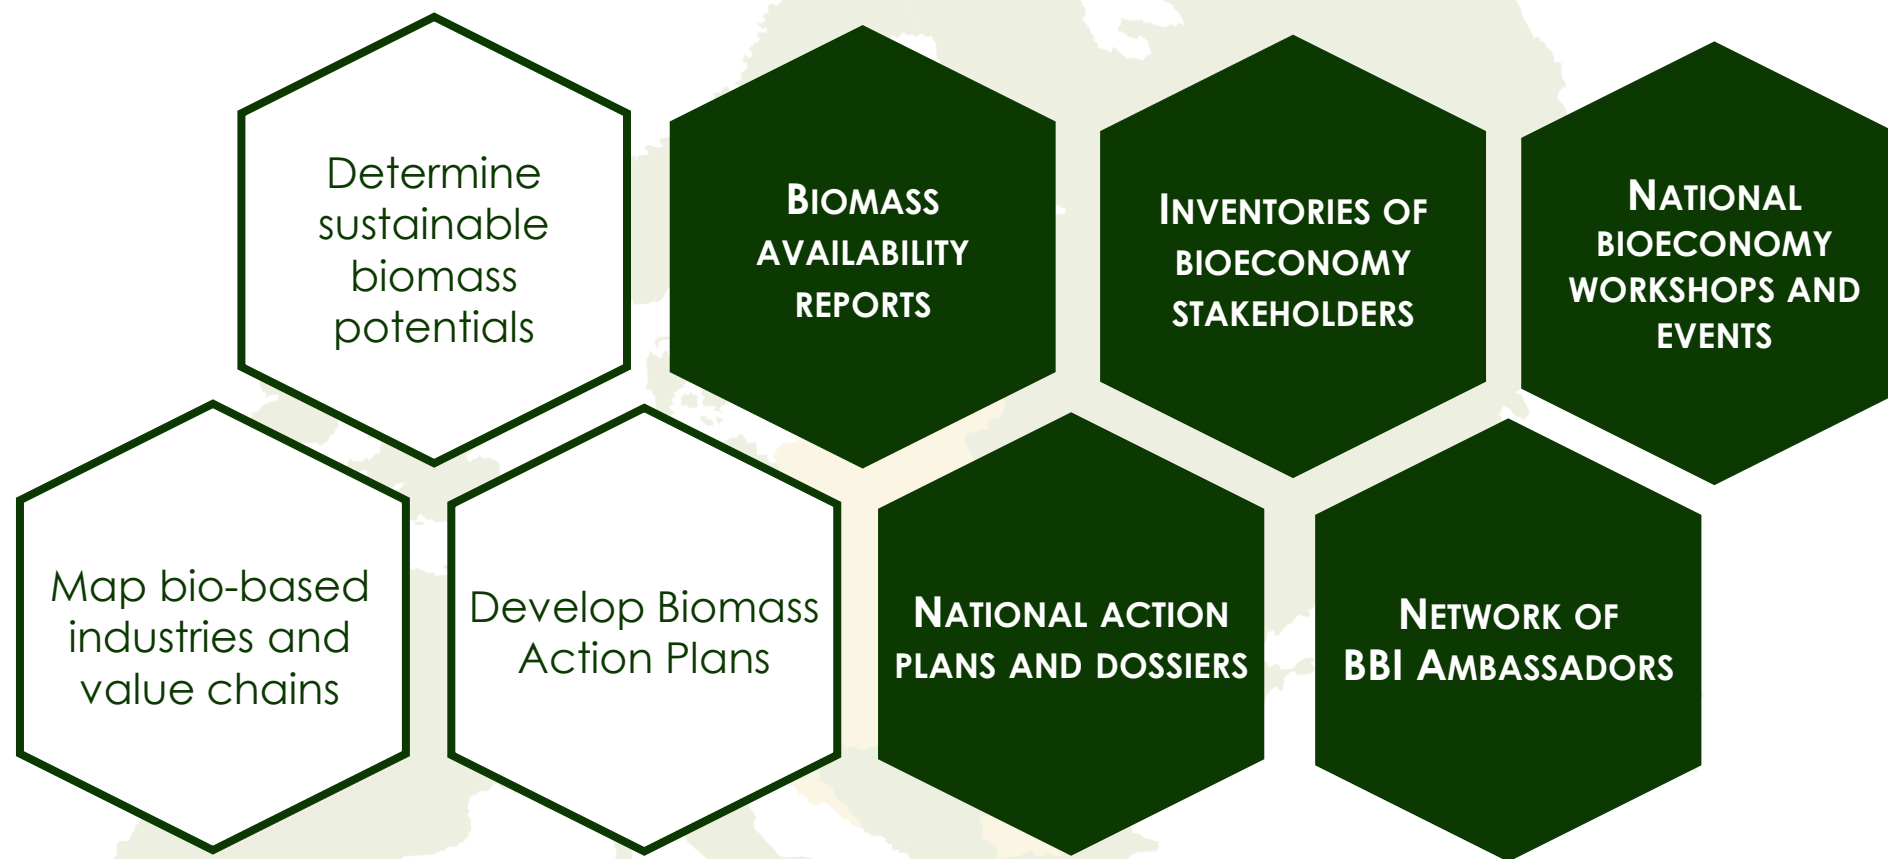 Determine
sustainable
biomass
potentials
BIOMASS
AVAILABILITY
REPORTS
INVENTORIES OF
BIOECONOMY
STAKEHOLDERS
NATIONAL
BIOECONOMY
WORKSHOPS AND
EVENTS
Map bio-based
industries and
value chains
Develop Biomass
Action Plans
NATIONAL ACTION
PLANS AND DOSSIERS
NETWORK OF
BBI AMBASSADORS